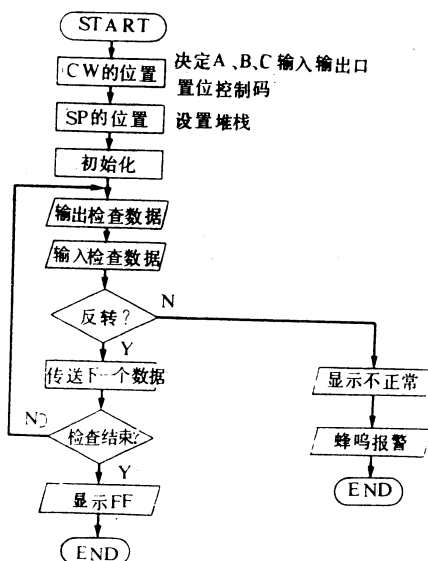 START
CW的位置
决定A、B、C输入输出口
置位控制码
SP的位置
设置堆栈
初始化
输出检查数据
输入检查数据
反转?
N
Y
传送下一个数据
显示不正常
NO
检查结束?
蜂鸣报警
Y
END
显示FF
END